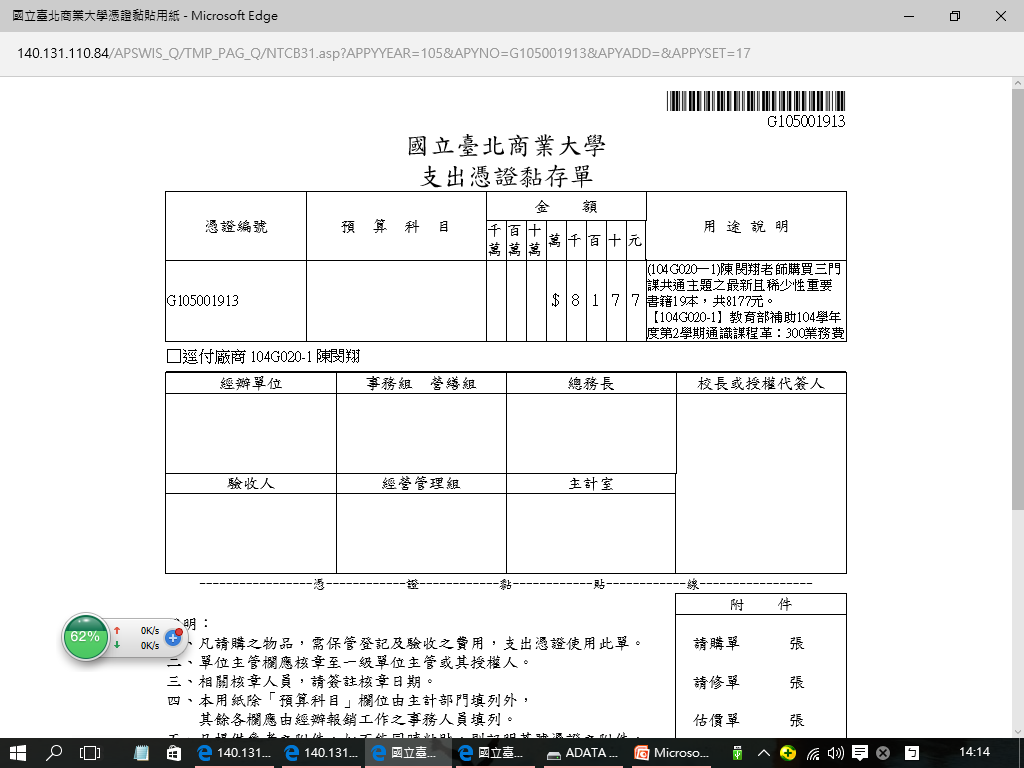 國立臺北商業大學憑證黏貼用紙 - Microsoft Edge
140.131.110.84/APSWIS_Q/TMP_PAG_Q/NTCB31.asp?APPYYEAR=105&APYNO=G105001913&APYADD=&APPYSET=17
G105001913
國立臺北商業大學
支出憑證黏存單
憑證編號 預算科目 金額 用途說明
千萬 百萬 十萬 萬 千 百 十 元
G105001913 $ 8 1 7 7
(104G020—1)陳閔翔老師購買三門
課共通主題之最新且稀少性重要
書籍19本，共8177元。
【104G020-1】教育部補助104學年
度第2學期通識課程革：300業務費
□逕付廠商 104G020-1 陳閔翔
經辦單位 事務組 營繕組 總務長 校長或授權代簽人
驗收人 經營管理組 主計室
-----------------憑------------證------------黏------------貼------------線-----------------
附 件
明：
、凡請購之物品，需保管登記及驗收之費用，支出憑證使用此單。
請購單 張
二、單位主管欄應核章至一級單位主管或其授權人。
三、相關核章人員，請簽註核章日期。
請修單 張
四、本用紙除「預算科目」欄位由主計部門填列外，
其餘各欄應由經辦報銷工作之事務人員填列。
估價單 張
62%
0K/s
0K/s
140.131... 140.131... 國立臺... 國立臺... ADATA ... Microso... 14:14